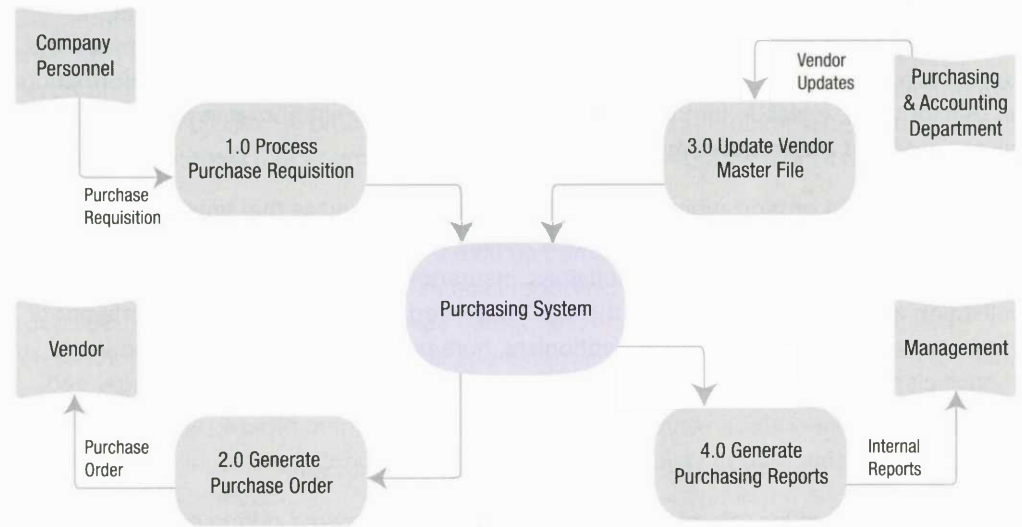 Company
Personnel
1.0 Process
Purchase Requisition
Purchase
Requisition
Vendor
Updates
Purchasing
& Accounting
Department
3.0 Update Vendor
Master File
Purchasing System
Vendor
Purchase
Order
2.0 Generate
Purchase Order
4.0 Generate
Purchasing Reports
Internal
Reports
Management